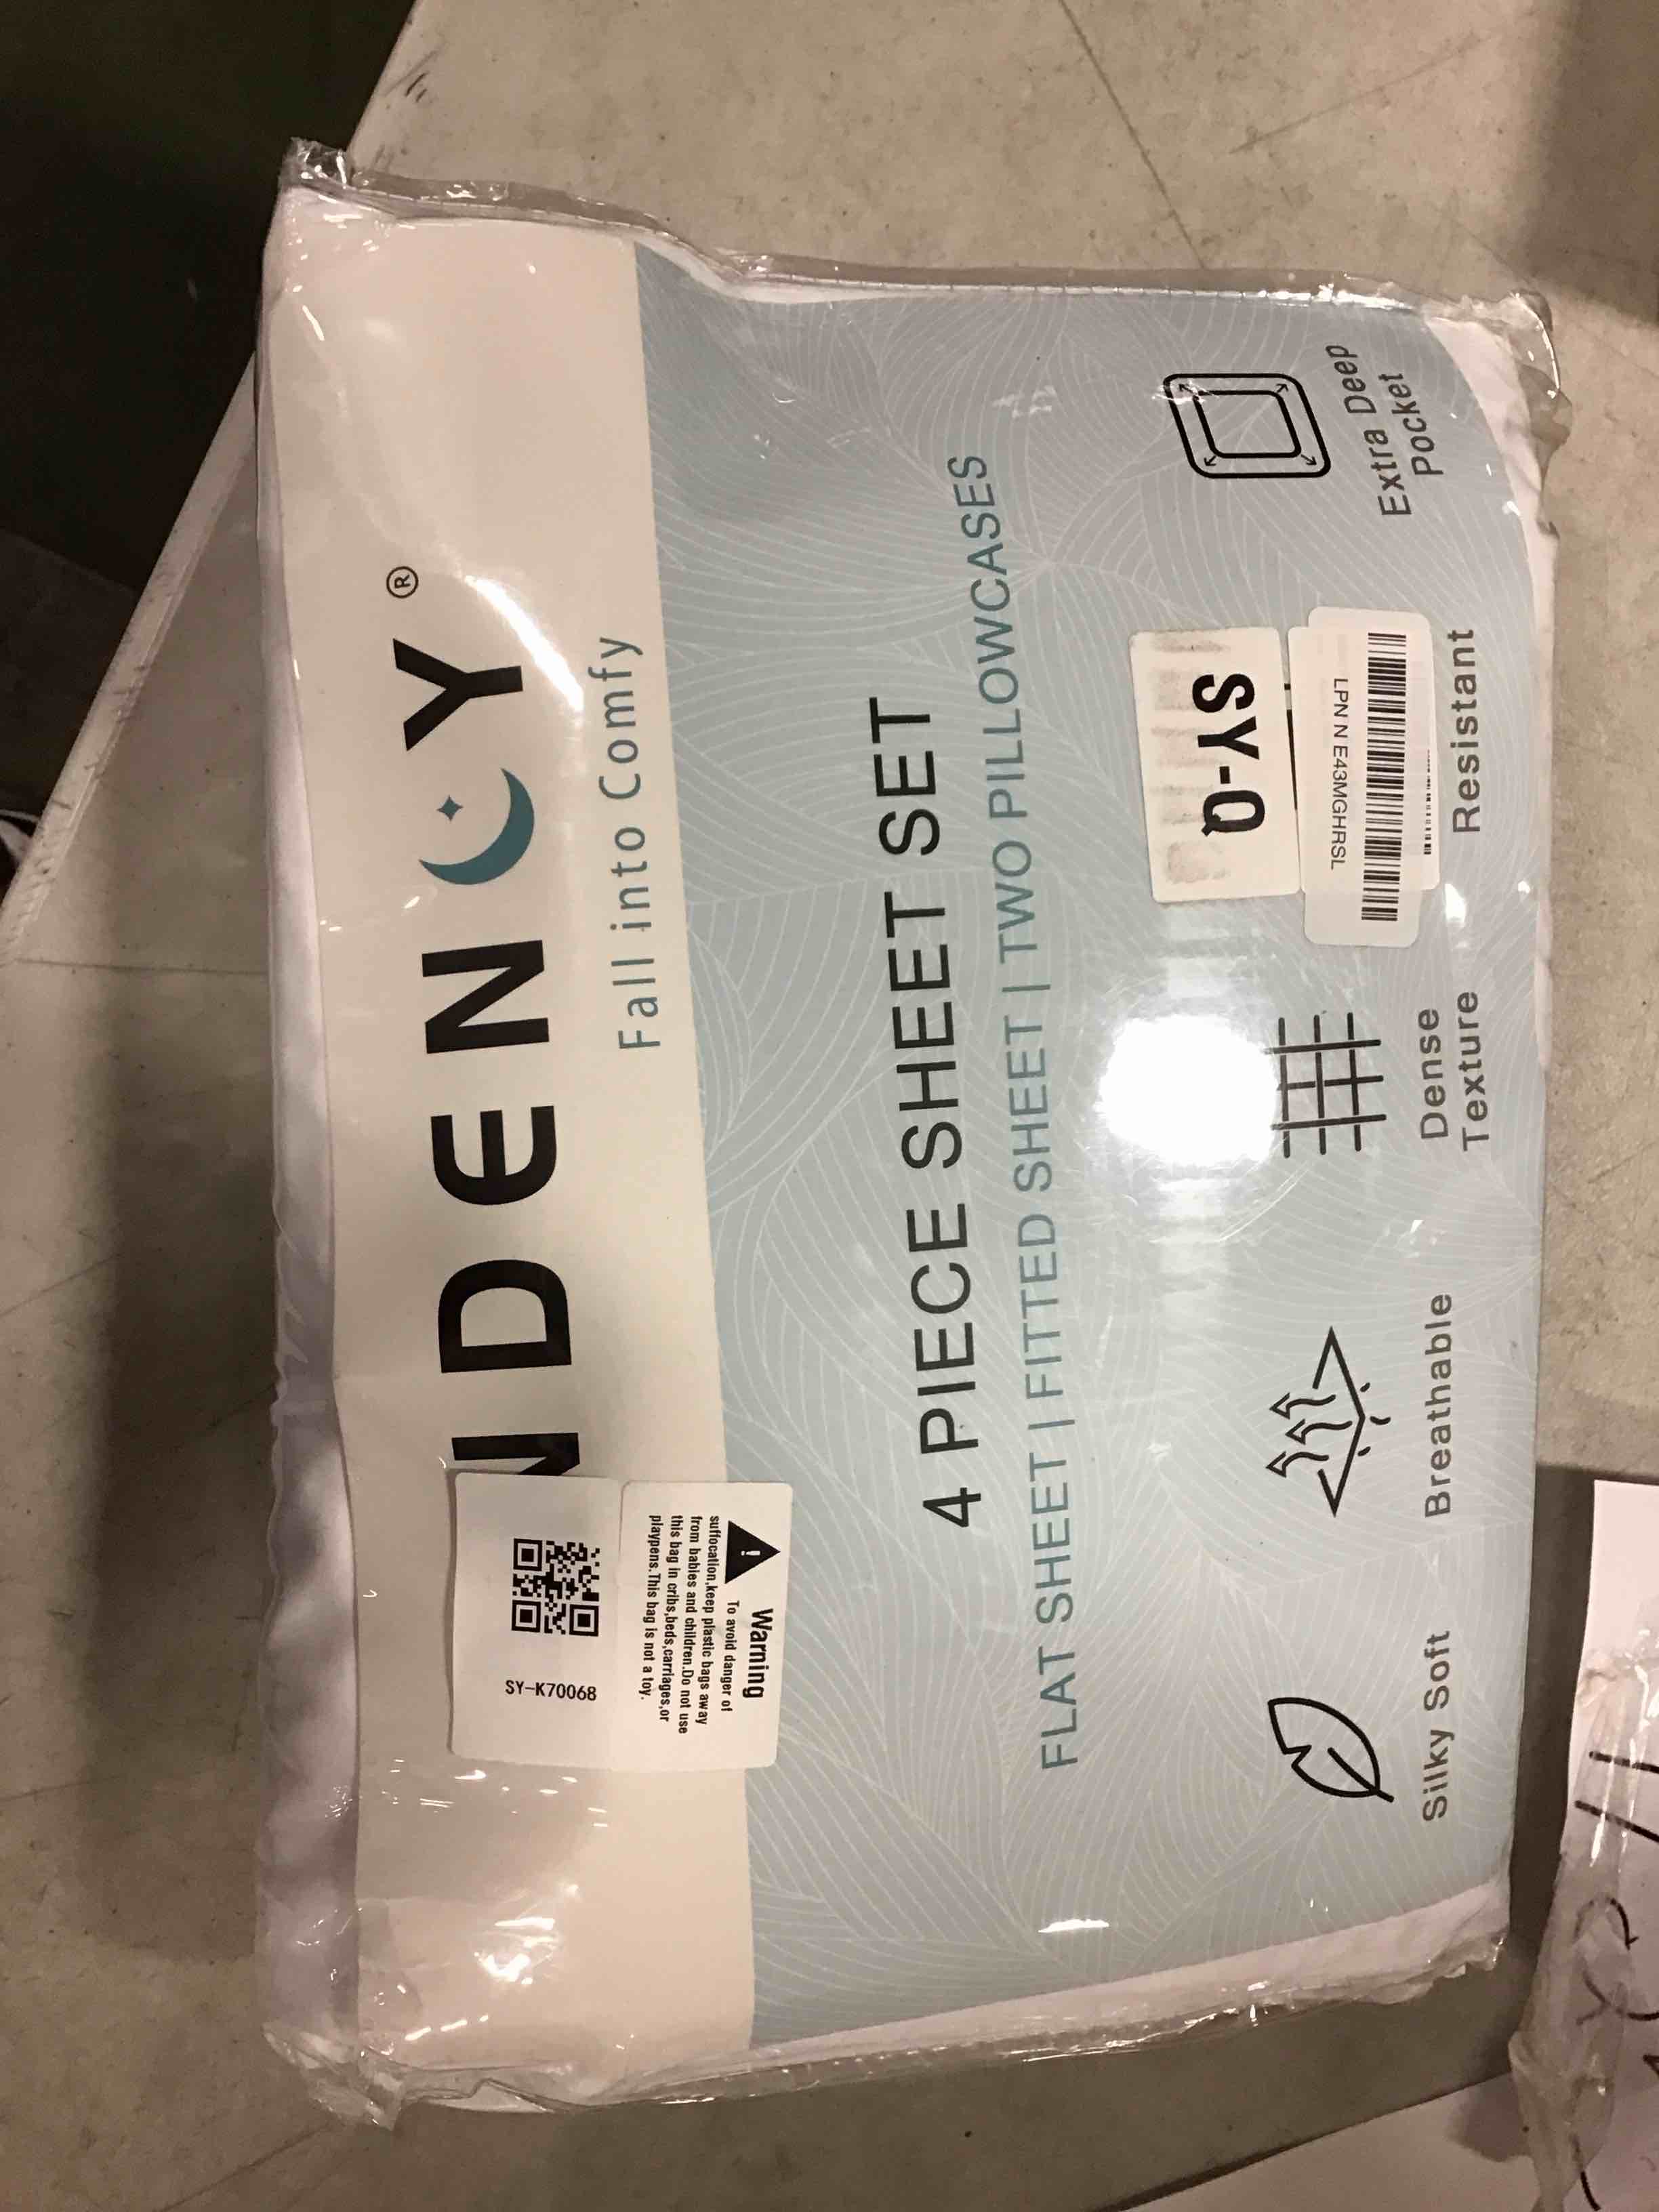 NDEN Y®
Fall into Comfy
SY-K70068
Warning
To avoid danger of
suffocation,keep plastic bags away
from babies and children.Do not use
this bag in cribs,beds,carriages,or
playpens.This bag is not a toy.
4 PIECE SHEET SET
FLAT SHEET | FITTED SHEET | TWO PILLOWCASES
SY-Q
LPN N E43MGHRSL
Silky Soft
Breathable
Dense
Texture
Resistant
Extra Deep
Pocket